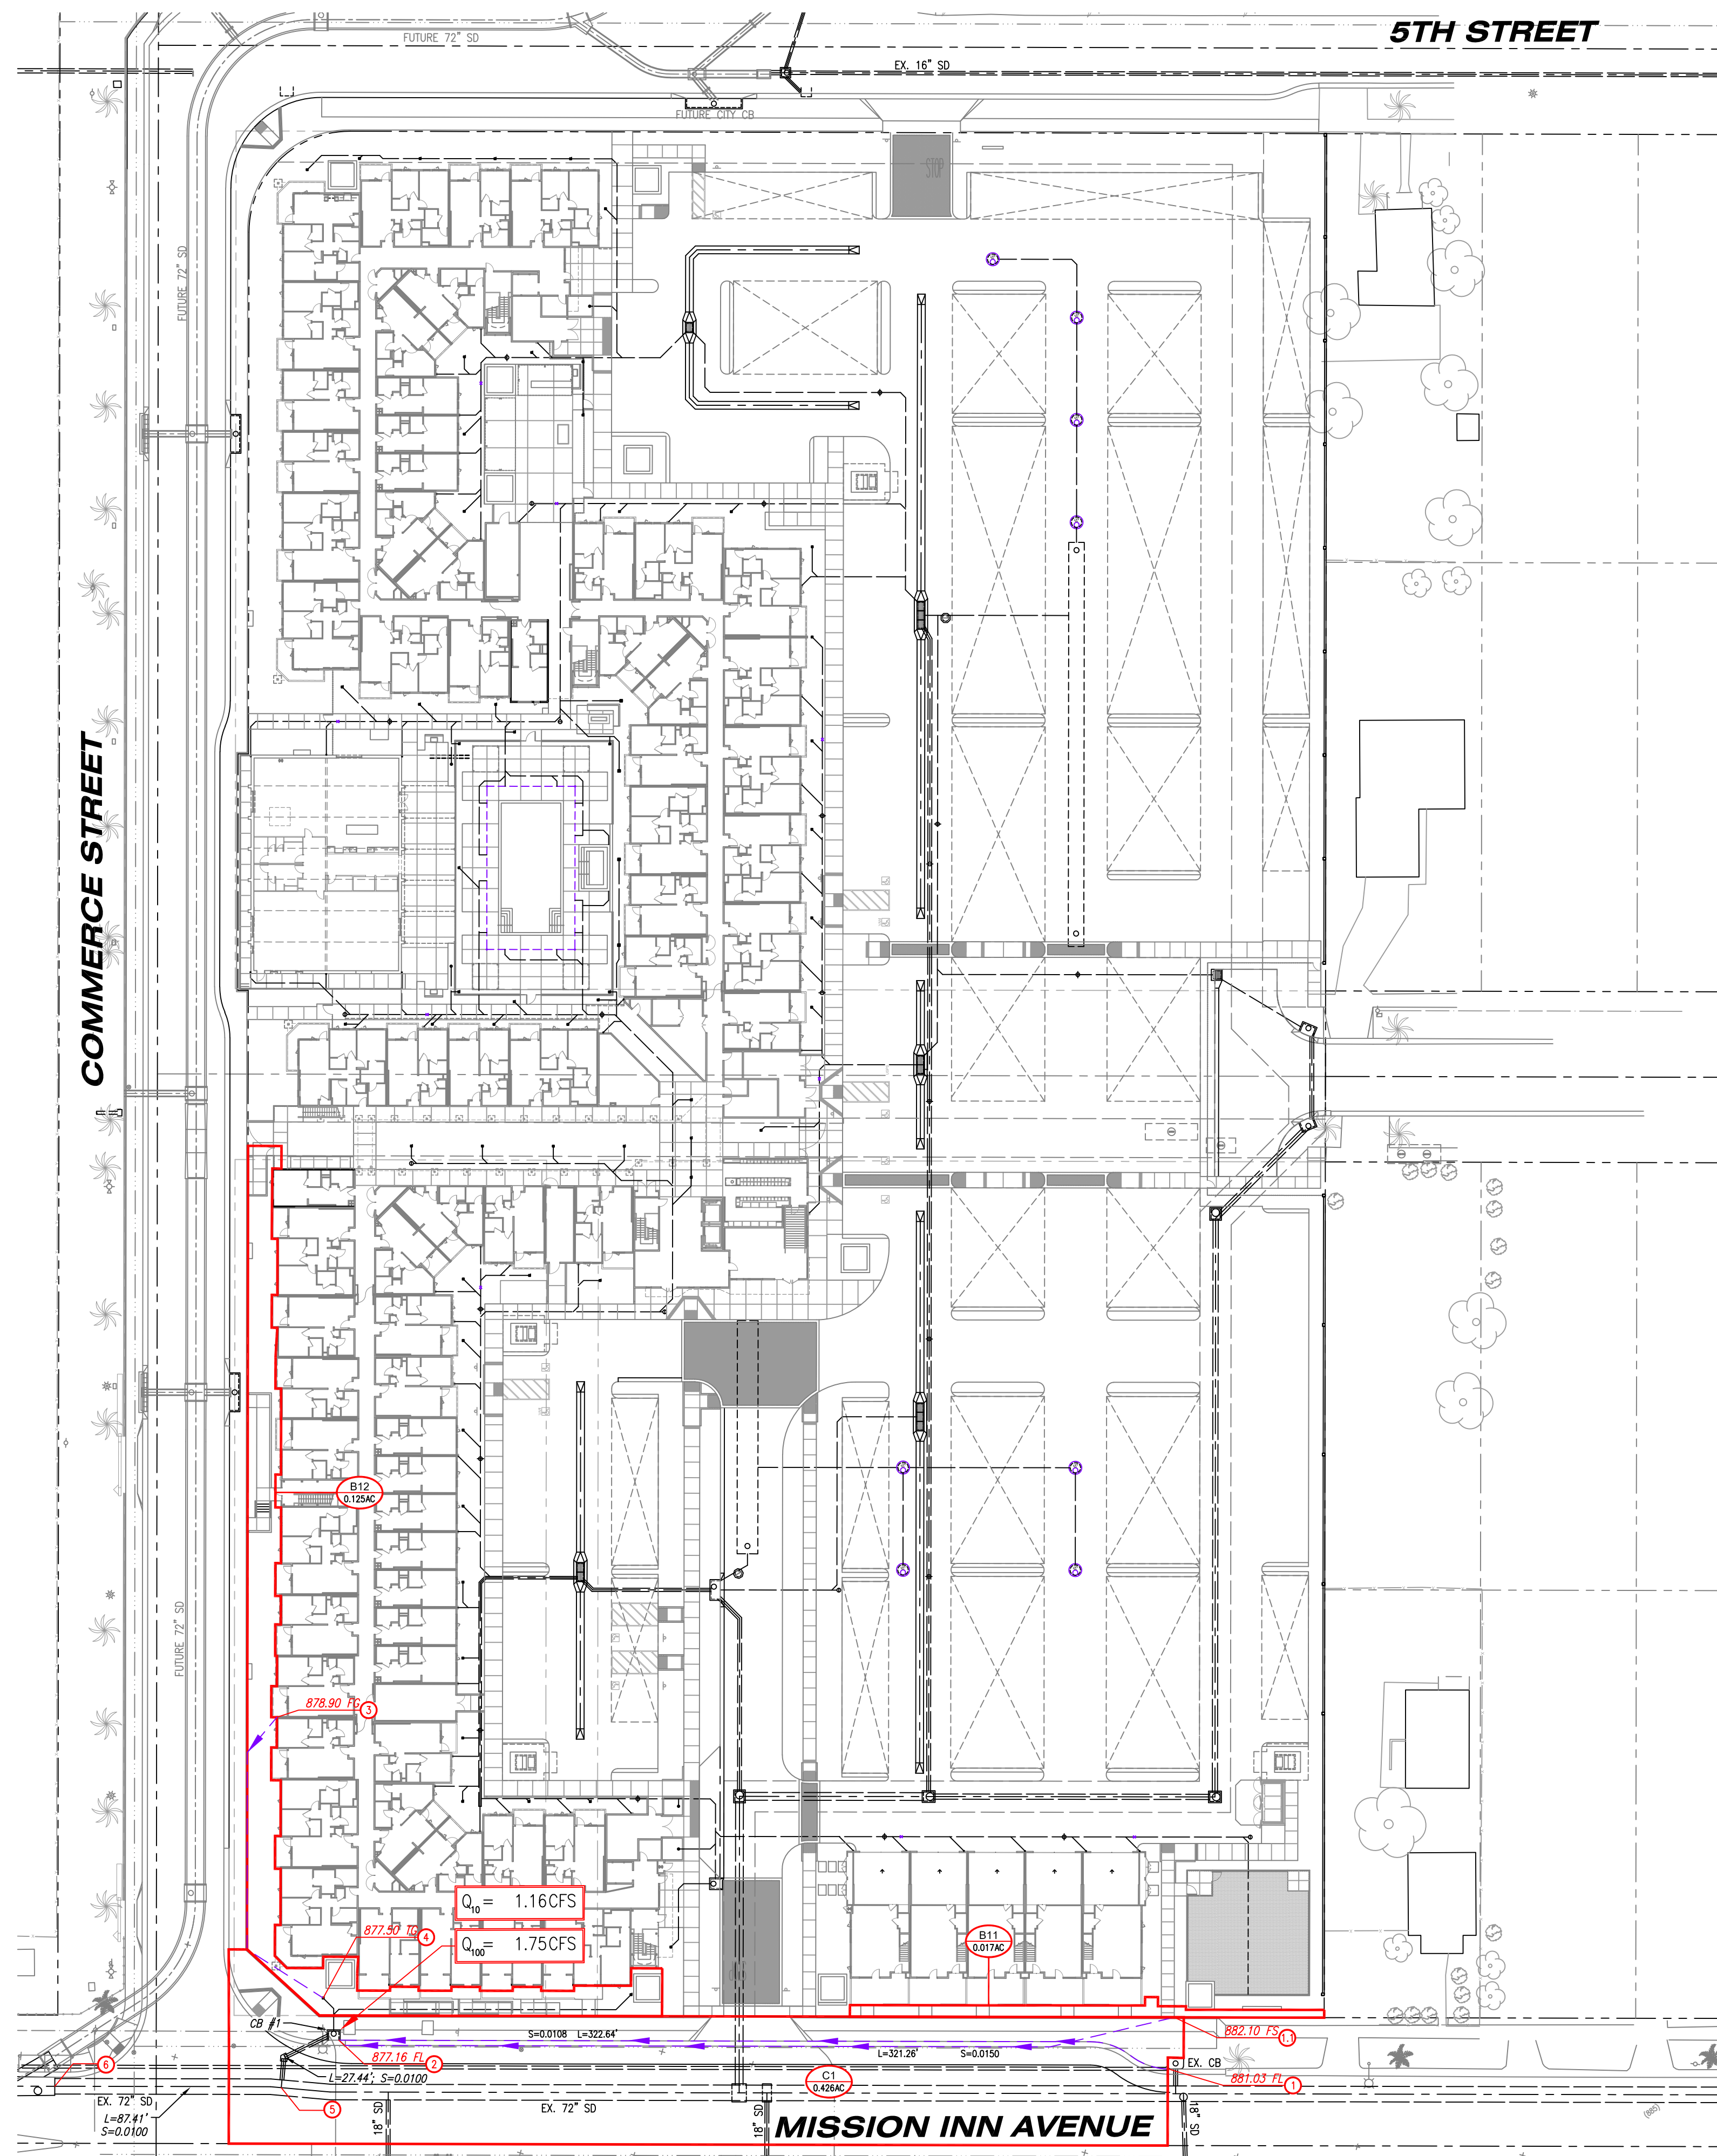 5TH STREET
FUTURE 72" SD
EX. 16" SD
FUTURE CITY CB
STOP
FUTURE 72" SD
COMMERCE STREET
B12
0.125AC
FUTURE 72" SD
878.90 FG 3
Q10= 1.16CFS
877.50 TG 4
Q100= 1.75CFS
B11
0.017AC
CB #1
S=0.0108 L=322.64'
882.10 FS 1.1
877.16 FL 2
L=321.26' S=0.0150
EX. CB
6
L=27.44'; S=0.0100
C1
0.426AC
881.03 FL 1
EX. 72" SD
5
18" SD
EX. 72" SD
18" SD
18" SD
L=87.41'
S=0.0100
MISSION INN AVENUE
(885)